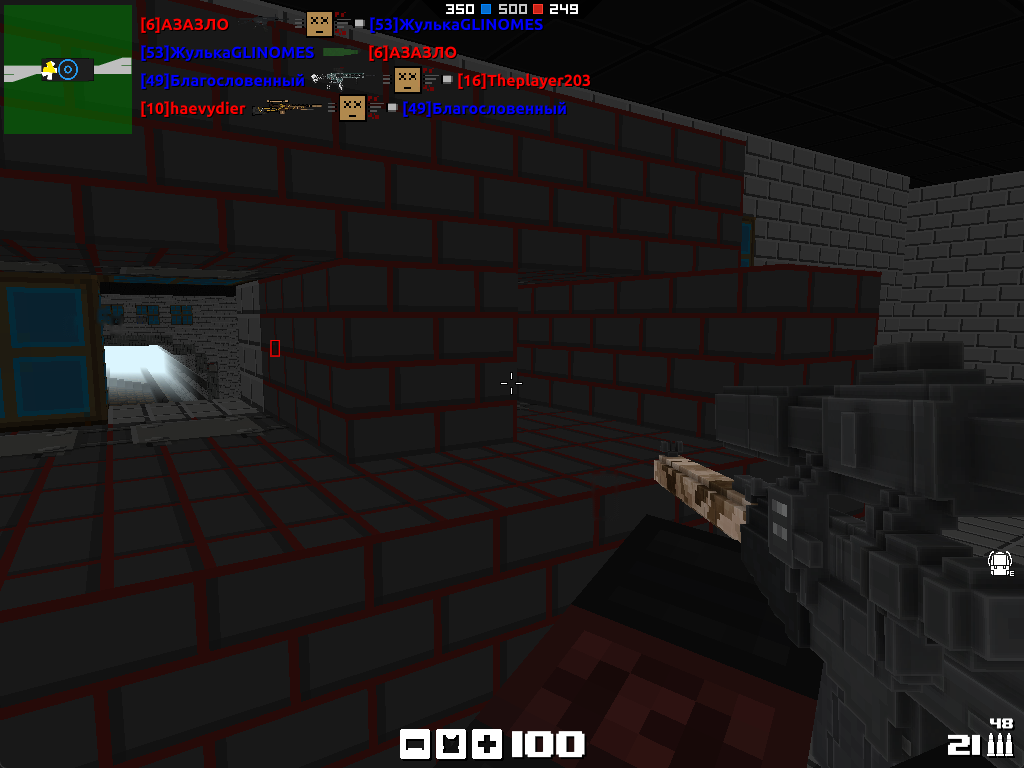 350 500 249
[6]АЗАЗЛО [53]ЖулькаGLINOMES
[53]ЖулькаGLINOMES [6]АЗАЗЛО
[49]Благословенный [16]Theplayer203
[10]haevydier [49]Благословенный
E
48
100 21